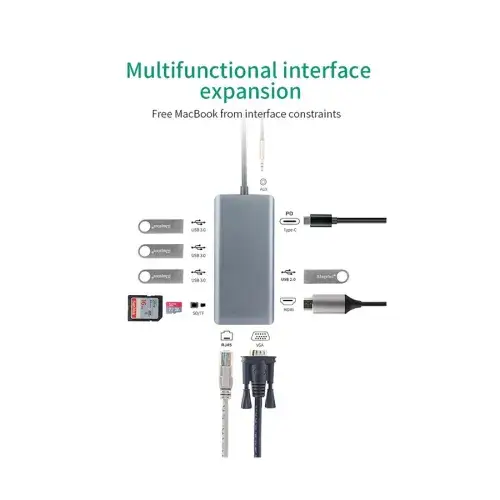 Multifunctional interface
expansion
Free MacBook from interface constraints
AUX
PD
Type C
USB 3.0
USB 3.0
USB 3.0
USB 2.0
SD/TF
HDMI
RJ45
VGA